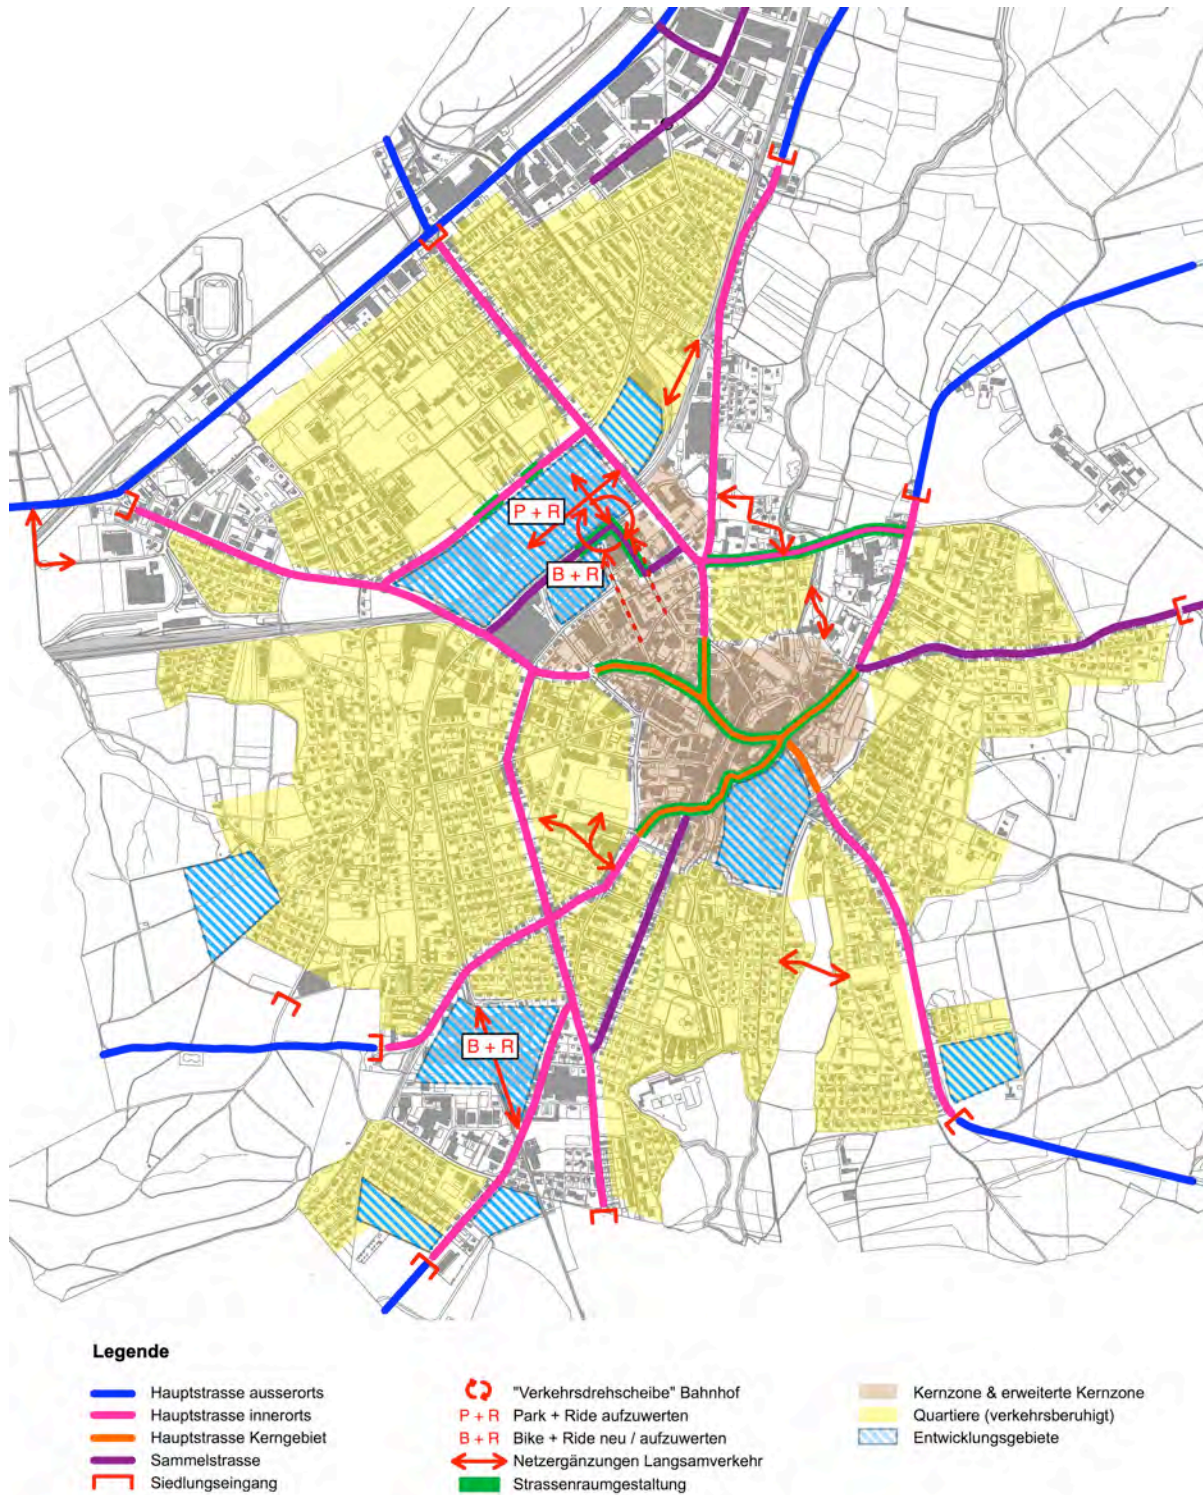 P + R
B + R
B + R
Legende
Hauptstrasse ausserorts
Hauptstrasse innerorts
Hauptstrasse Kerngebiet
Sammelstrasse
Siedlungseingang
"Verkehrsdrehscheibe" Bahnhof
P + R Park + Ride aufzuwerten
B + R Bike + Ride neu / aufzuwerten
Netzergänzungen Langsamverkehr
Strassenraumgestaltung
Kernzone & erweiterte Kernzone
Quartiere (verkehrsberuhigt)
Entwicklungsgebiete